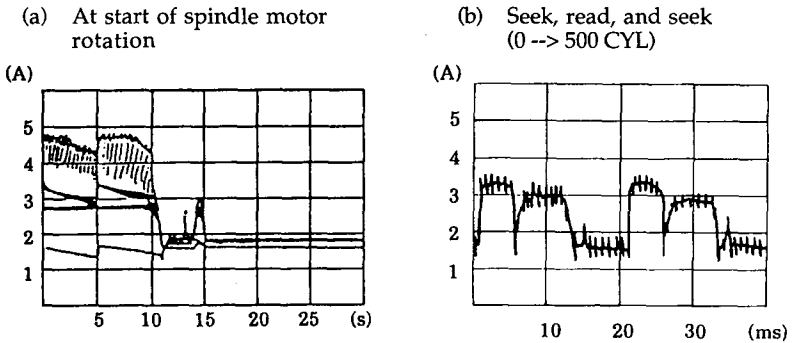 (a) At start of spindle motor
rotation
(A)
5
4
3
2
1
5 10 15 20 25 (s)
(b) Seek, read, and seek
(0 --> 500 CYL)
(A)
5
4
3
2
1
10 20 30 (ms)